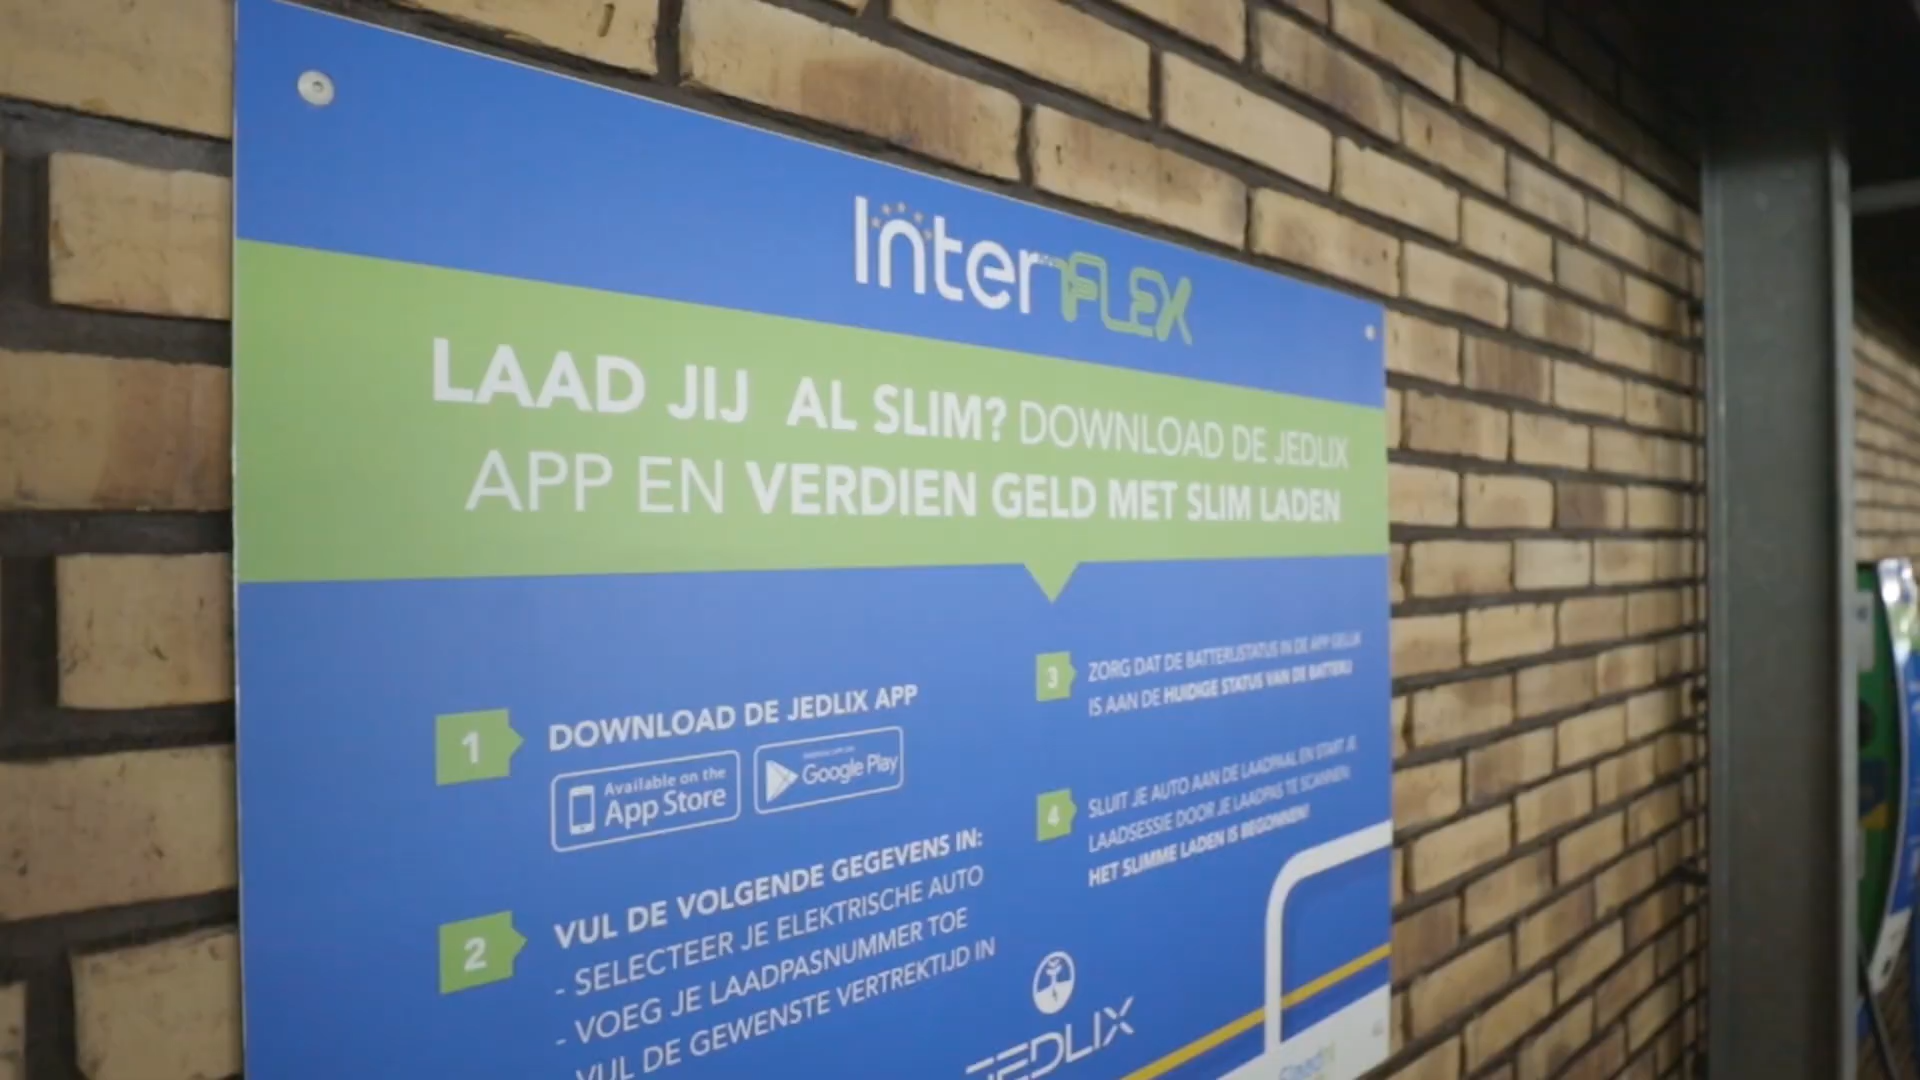 InterFLEX
LAAD JIJ AL SLIM? DOWNLOAD DE JEDLIX
APP EN VERDIEN GELD MET SLIM LADEN
1
DOWNLOAD DE JEDLIX APP
Available on the
App Store
Google Play
2
VUL DE VOLGENDE GEGEVENS IN:
- SELECTEER JE ELEKTRISCHE AUTO
- VOEG JE LAADPASNUMMER TOE
- VUL DE GEWENSTE VERTREKTIJD IN
3
ZORG DAT DE BATTERIJSTATUS IN DE APP GELIJK
IS AAN DE HUIDIGE STATUS VAN DE BATTERIJ
4
SLUIT JE AUTO AAN DE LAADPAAL EN START JE
LAADSESSIE DOOR JE LAADPAS TE SCANNEN
HET SLIMME LADEN IS BEGONNEN!
JEDLIX